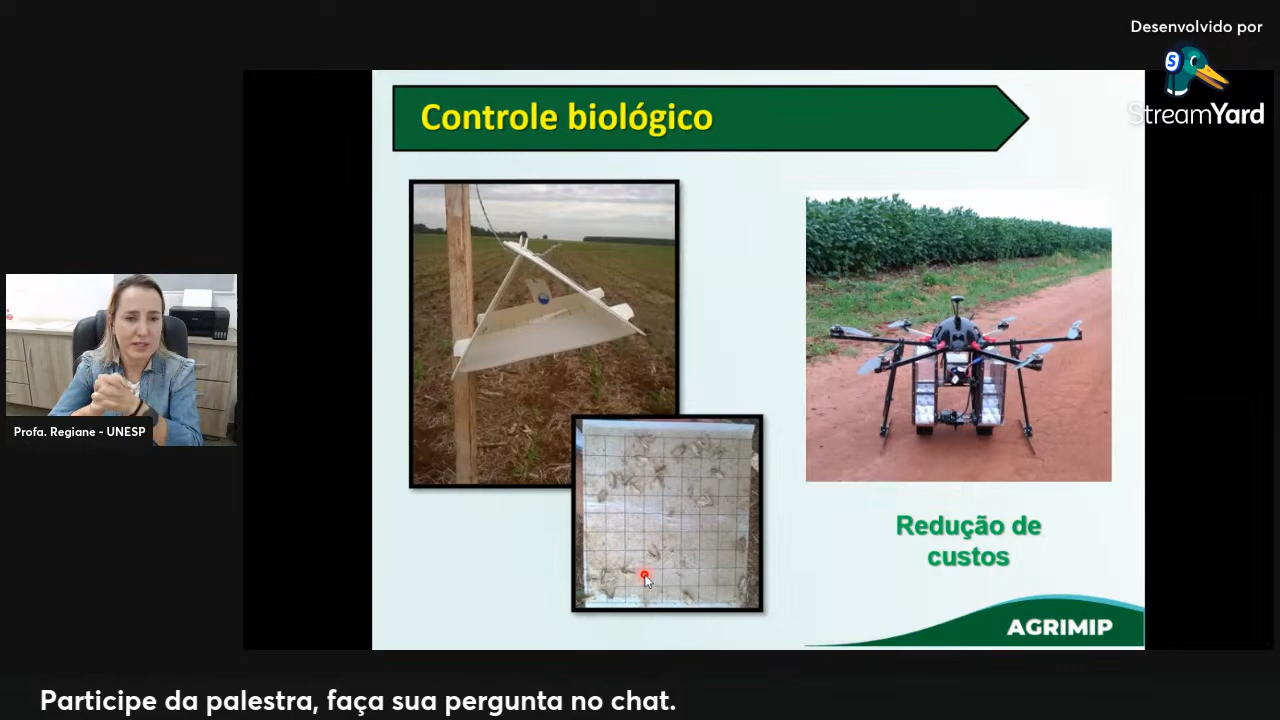 Desenvolvido por
StreamYard
Controle biológico
Profa. Regiane - UNESP
Redução de
custos
AGRIMIP
Participe da palestra, faça sua pergunta no chat.